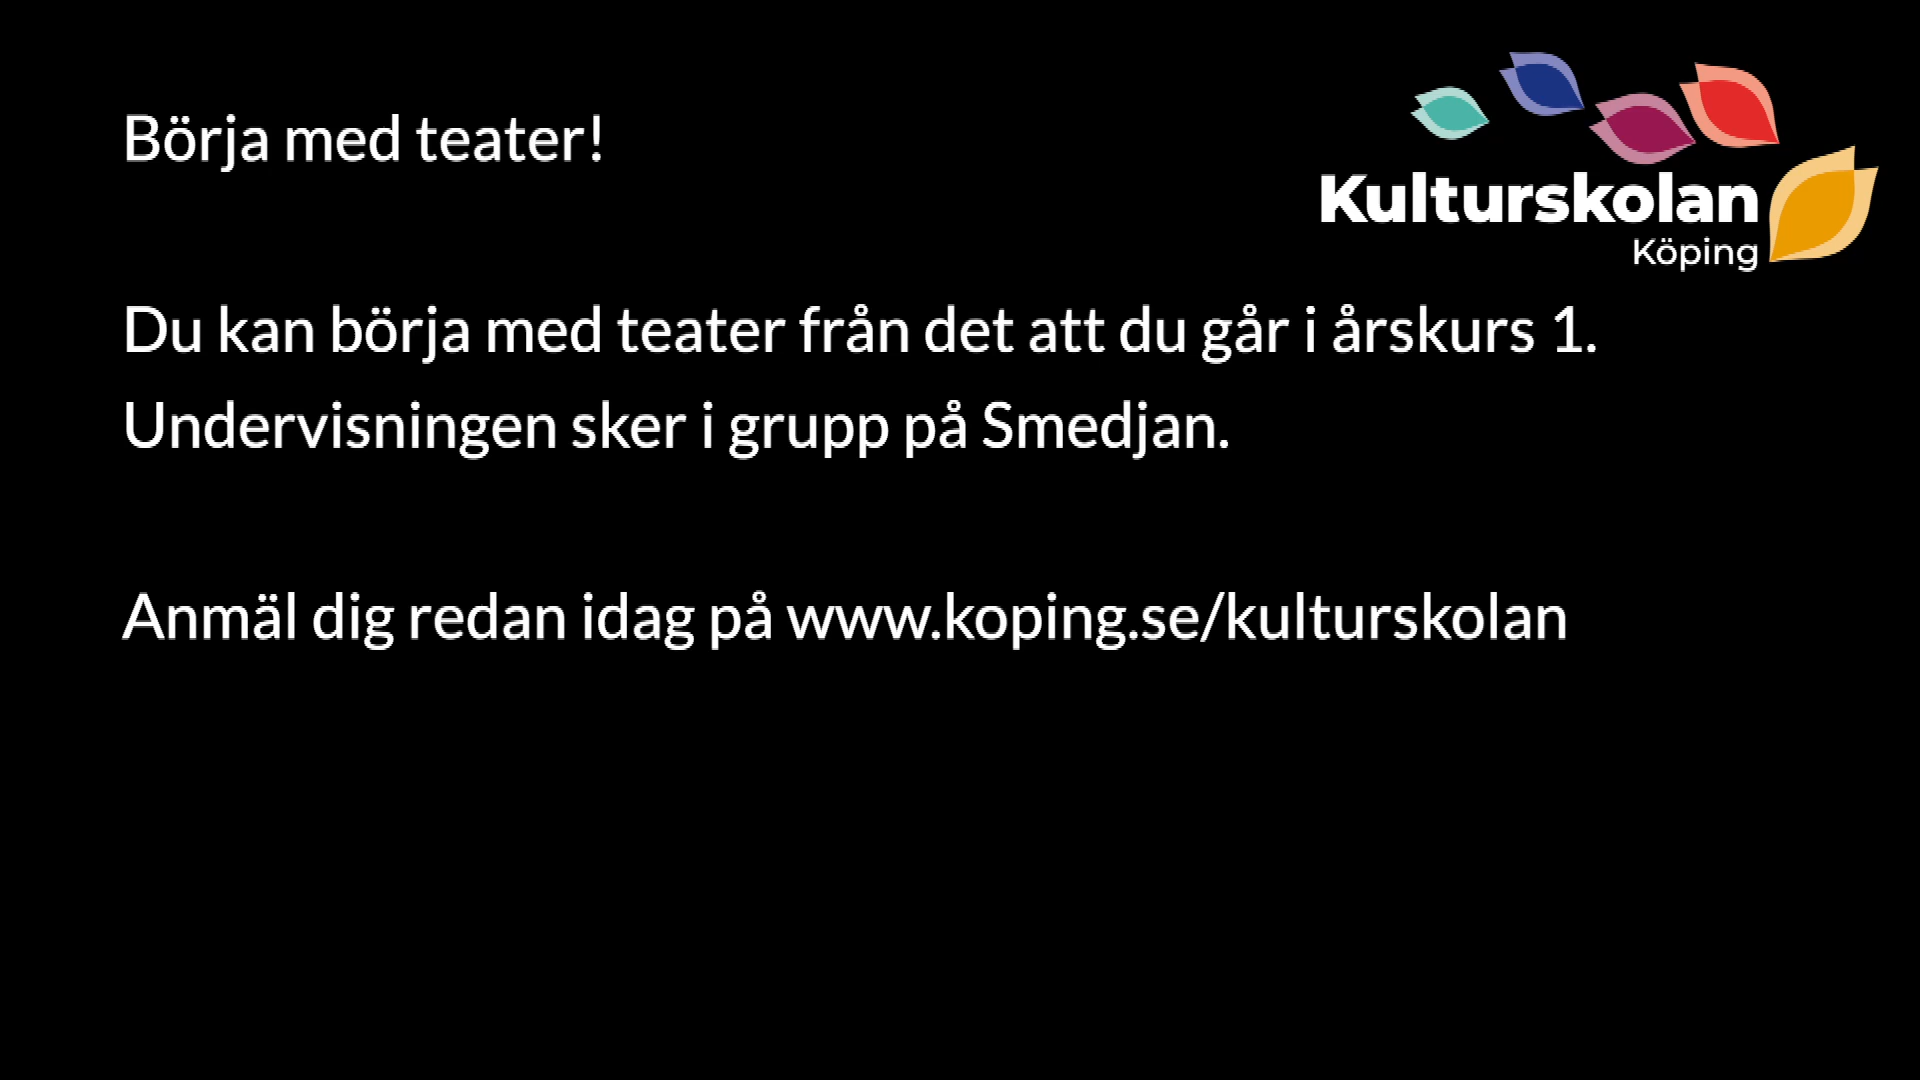 Börja med teater!
Kulturskolan
Köping
Du kan börja med teater från det att du går i årskurs 1.
Undervisningen sker i grupp på Smedjan.
Anmäl dig redan idag på www.koping.se/kulturskolan